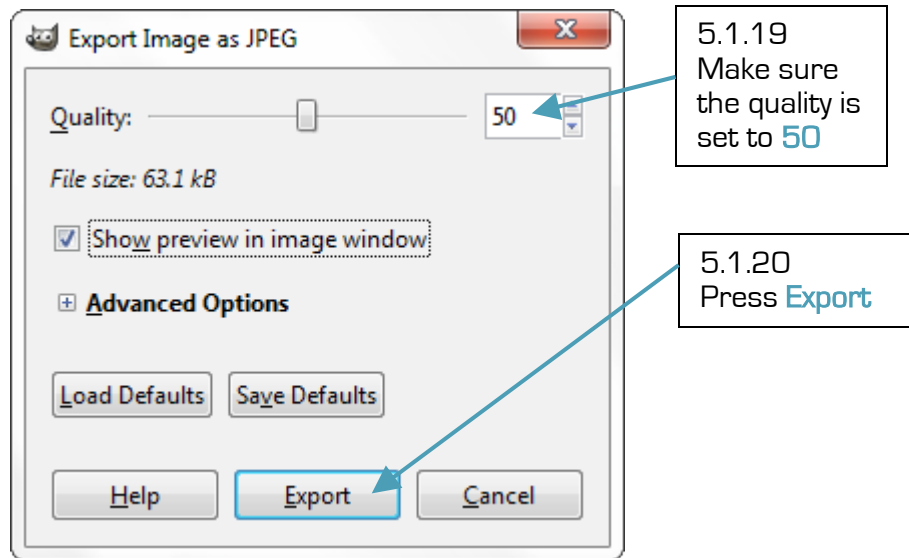 Export Image as JPEG
Quality: 50
File size: 63.1 kB
Show preview in image window
Advanced Options
Load Defaults Save Defaults
Help Export Cancel
5.1.19
Make sure
the quality is
set to 50
5.1.20
Press Export